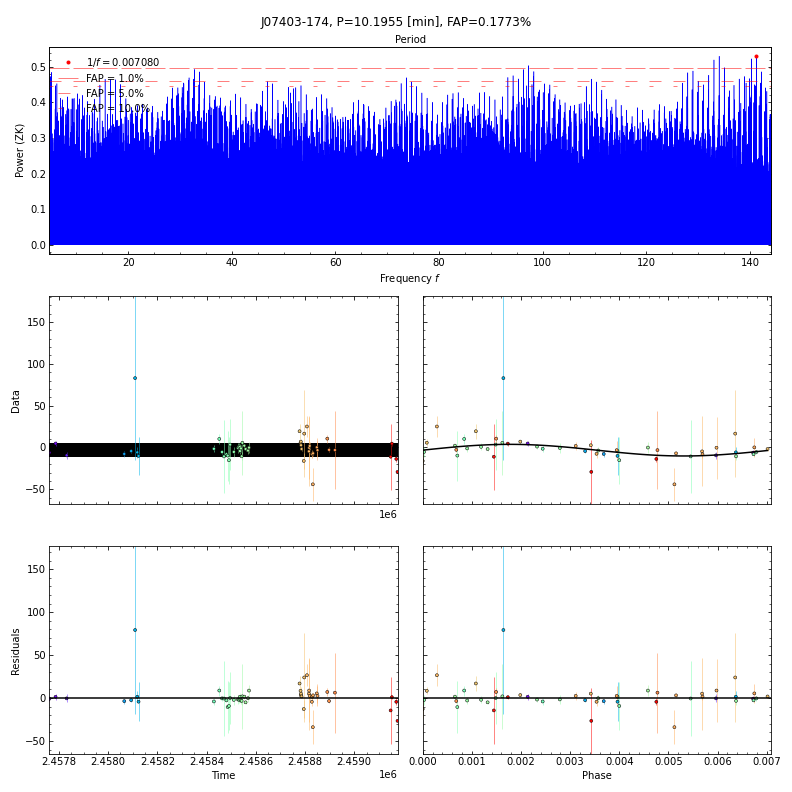 J07403-174, P=10.1955 [min], FAP=0.1773%
Period
Power (ZK)
0.5
0.4
0.3
0.2
0.1
0.0
1/f = 0.007080
FAP = 1.0%
FAP = 5.0%
FAP = 10.0%
20 40 60 80 100 120 140
Frequency f
Data
150
100
50
0
−50
1e6
Residuals
150
100
50
0
−50
2.4578 2.4580 2.4582 2.4584 2.4586 2.4588 2.4590
Time
1e6
0.000 0.001 0.002 0.003 0.004 0.005 0.006 0.007
Phase